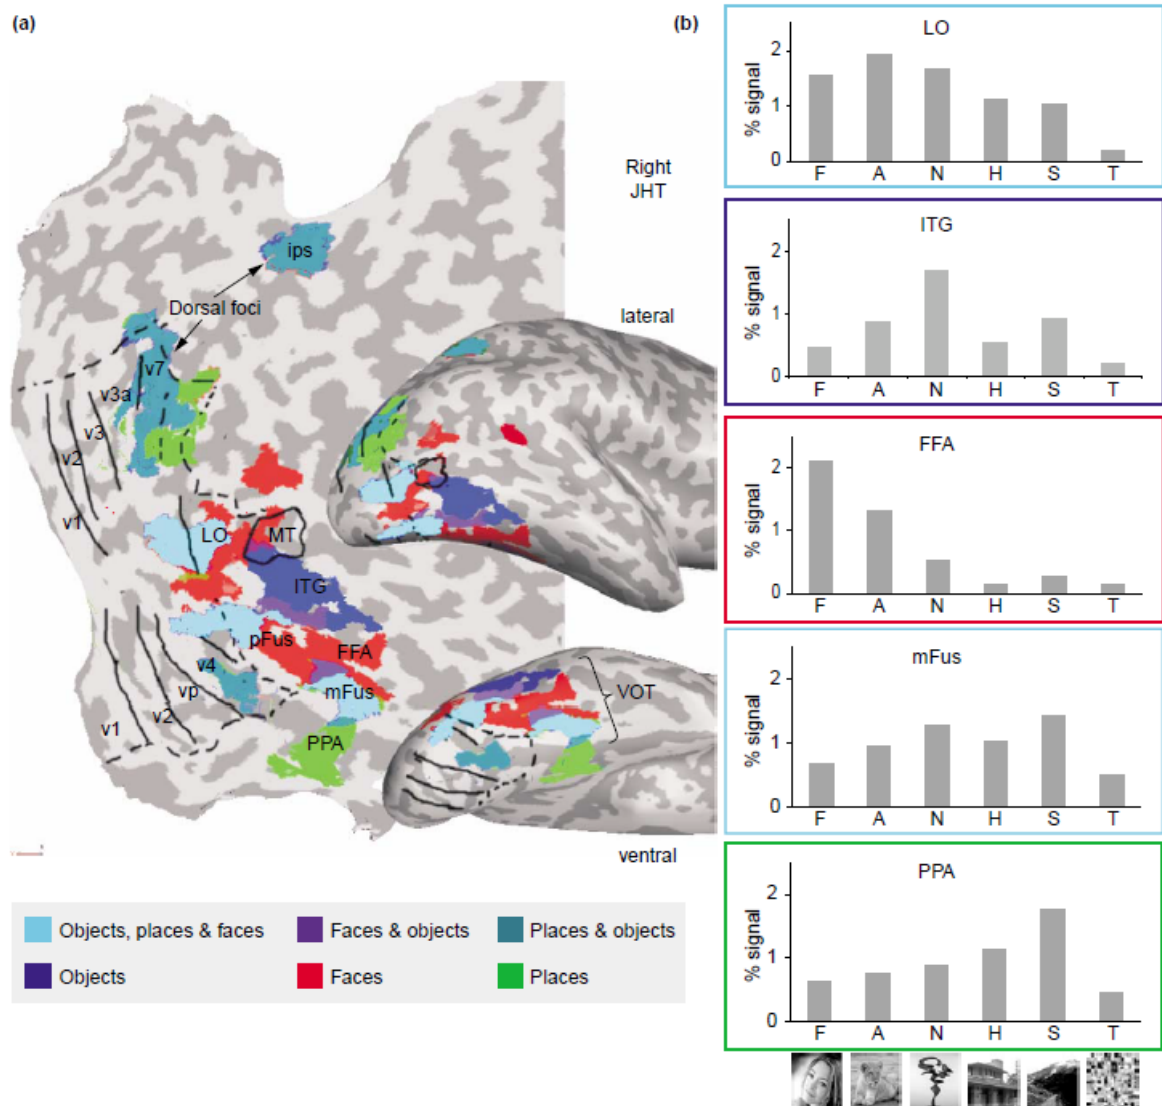 (a)
Right
JHT
ips
Dorsal foci
lateral
v7
v3a
v3
v2
v1
LO
MT
ITG
pFus
FFA
v4
mFus
VOT
vp
v2
v1
PPA
ventral
Objects, places & faces
Faces & objects
Places & objects
Objects
Faces
Places
(b)
LO
% signal
2
1
0
F A N H S T
ITG
% signal
2
1
0
F A N H S T
FFA
% signal
2
1
0
F A N H S T
mFus
% signal
2
1
0
F A N H S T
PPA
% signal
2
1
0
F A N H S T